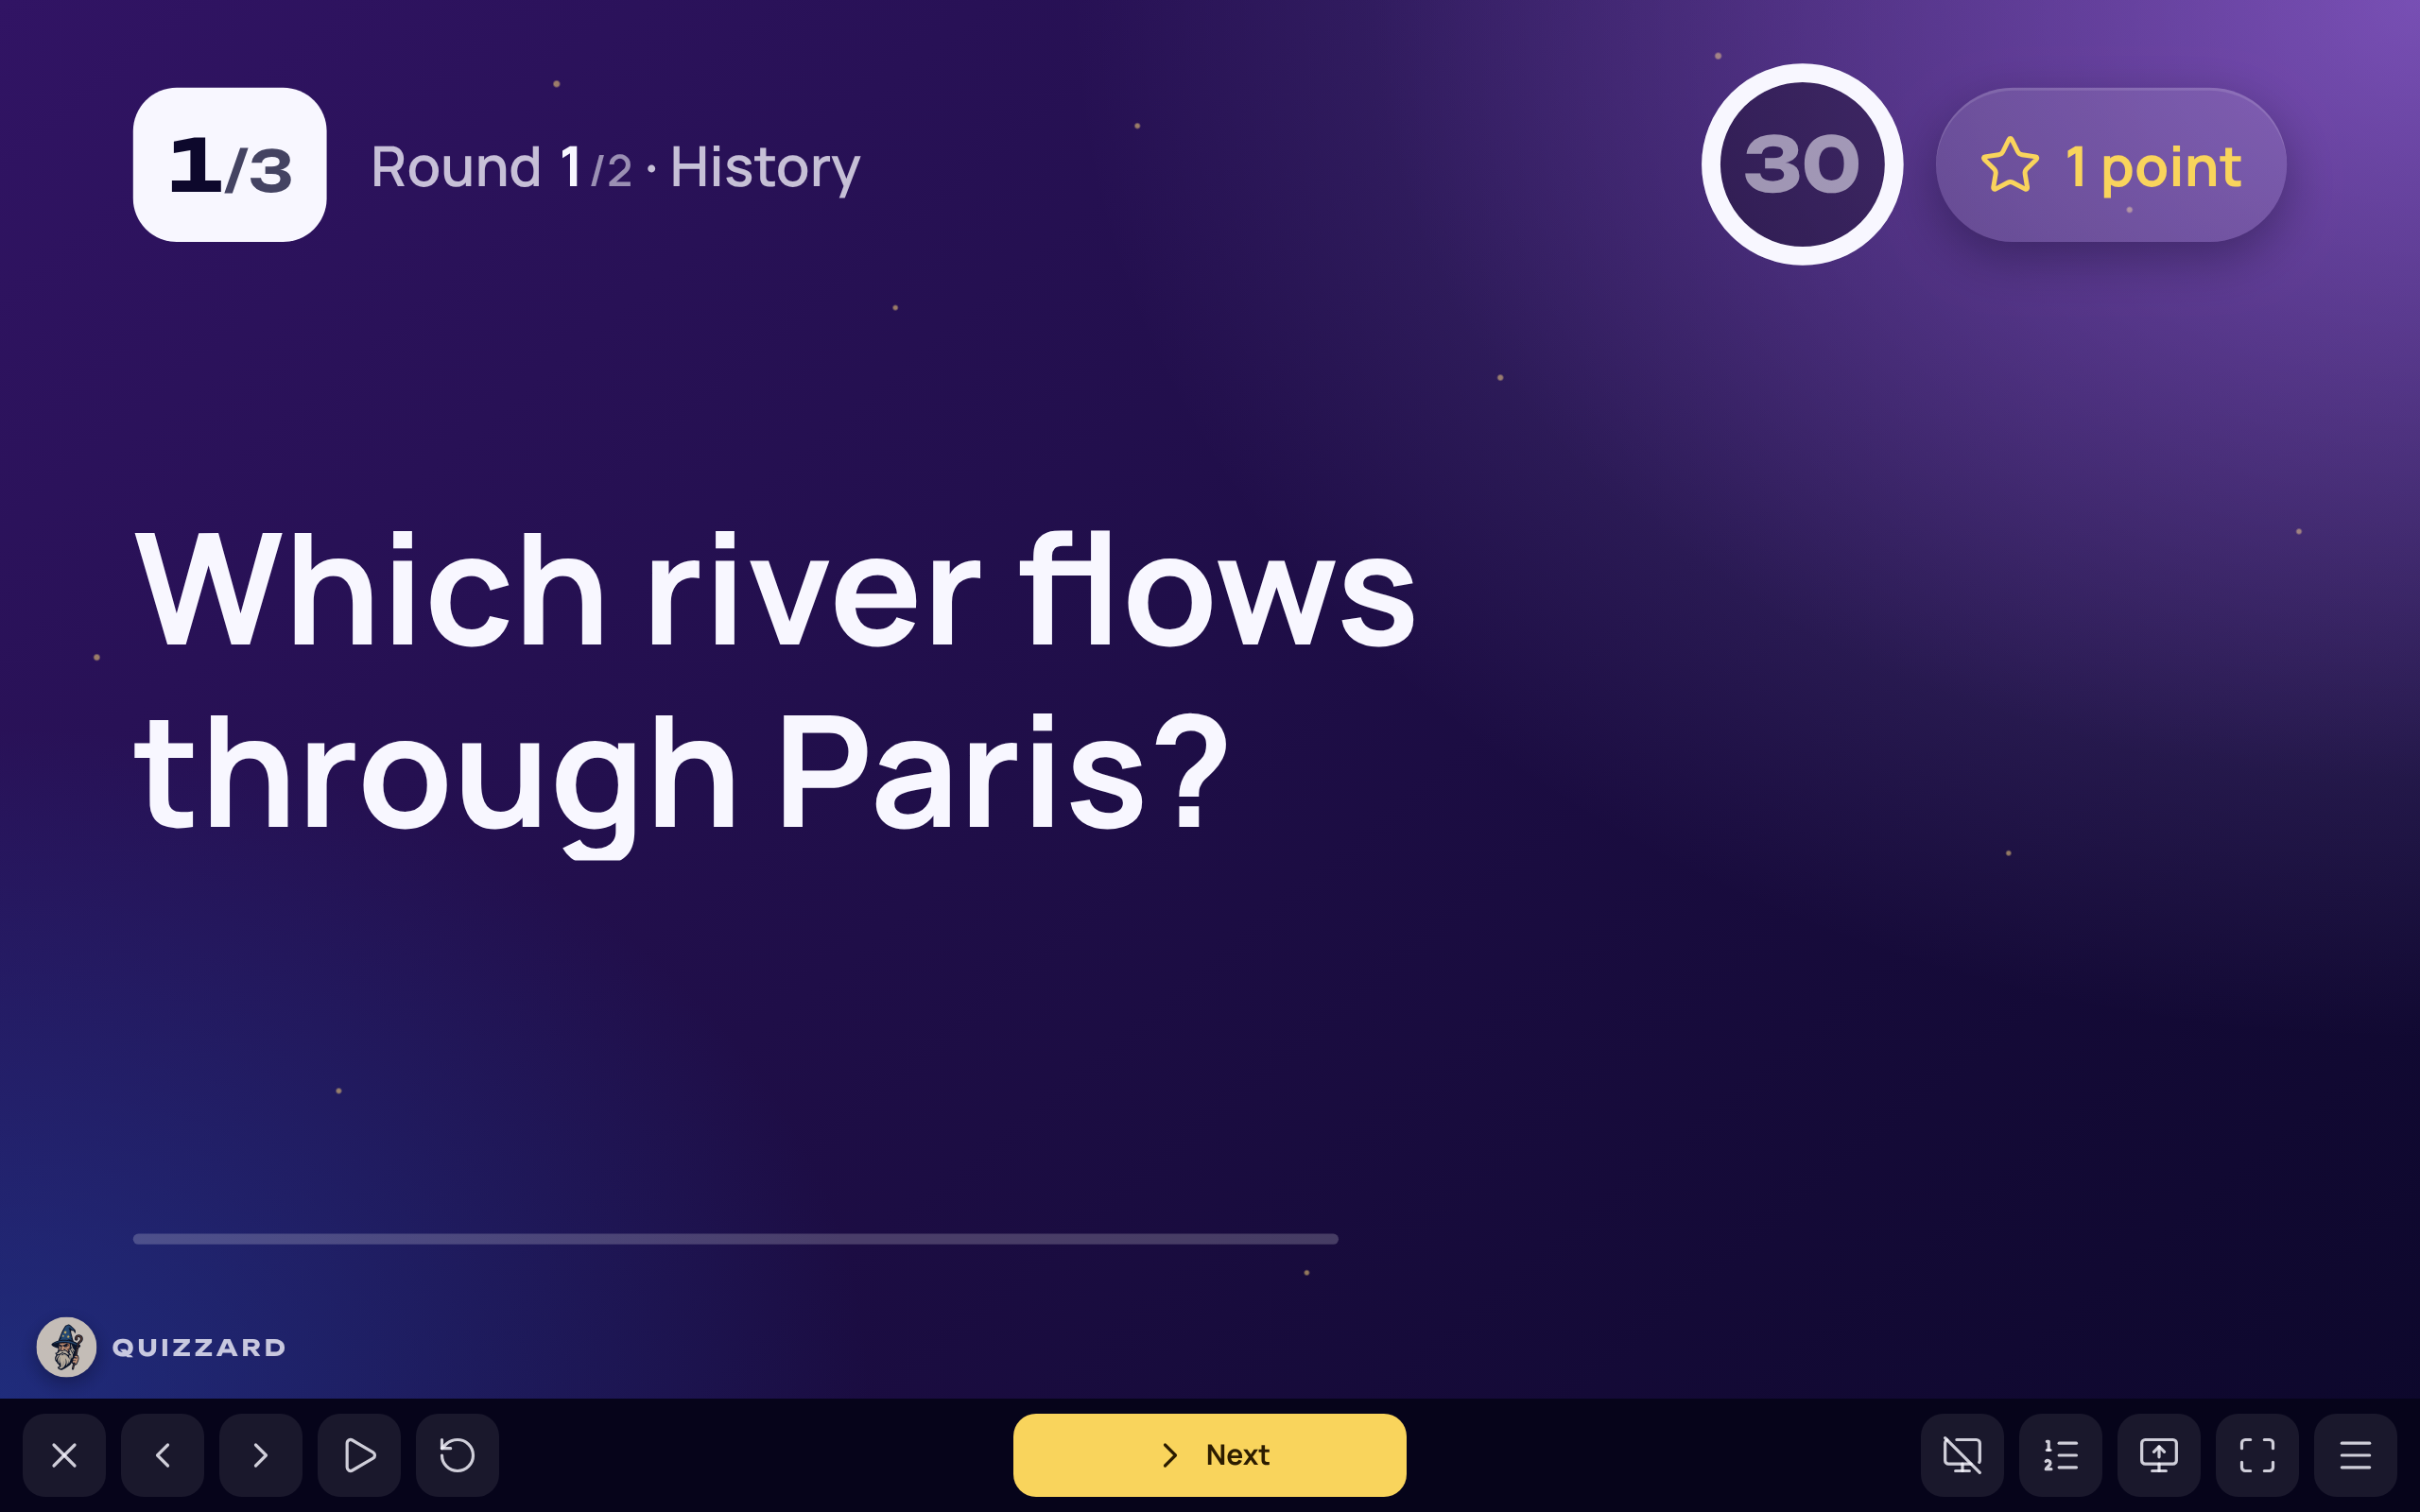 1/3
Round 1 /2 • History
30
1 point
Which river flows
through Paris?
QUIZZARD
Next